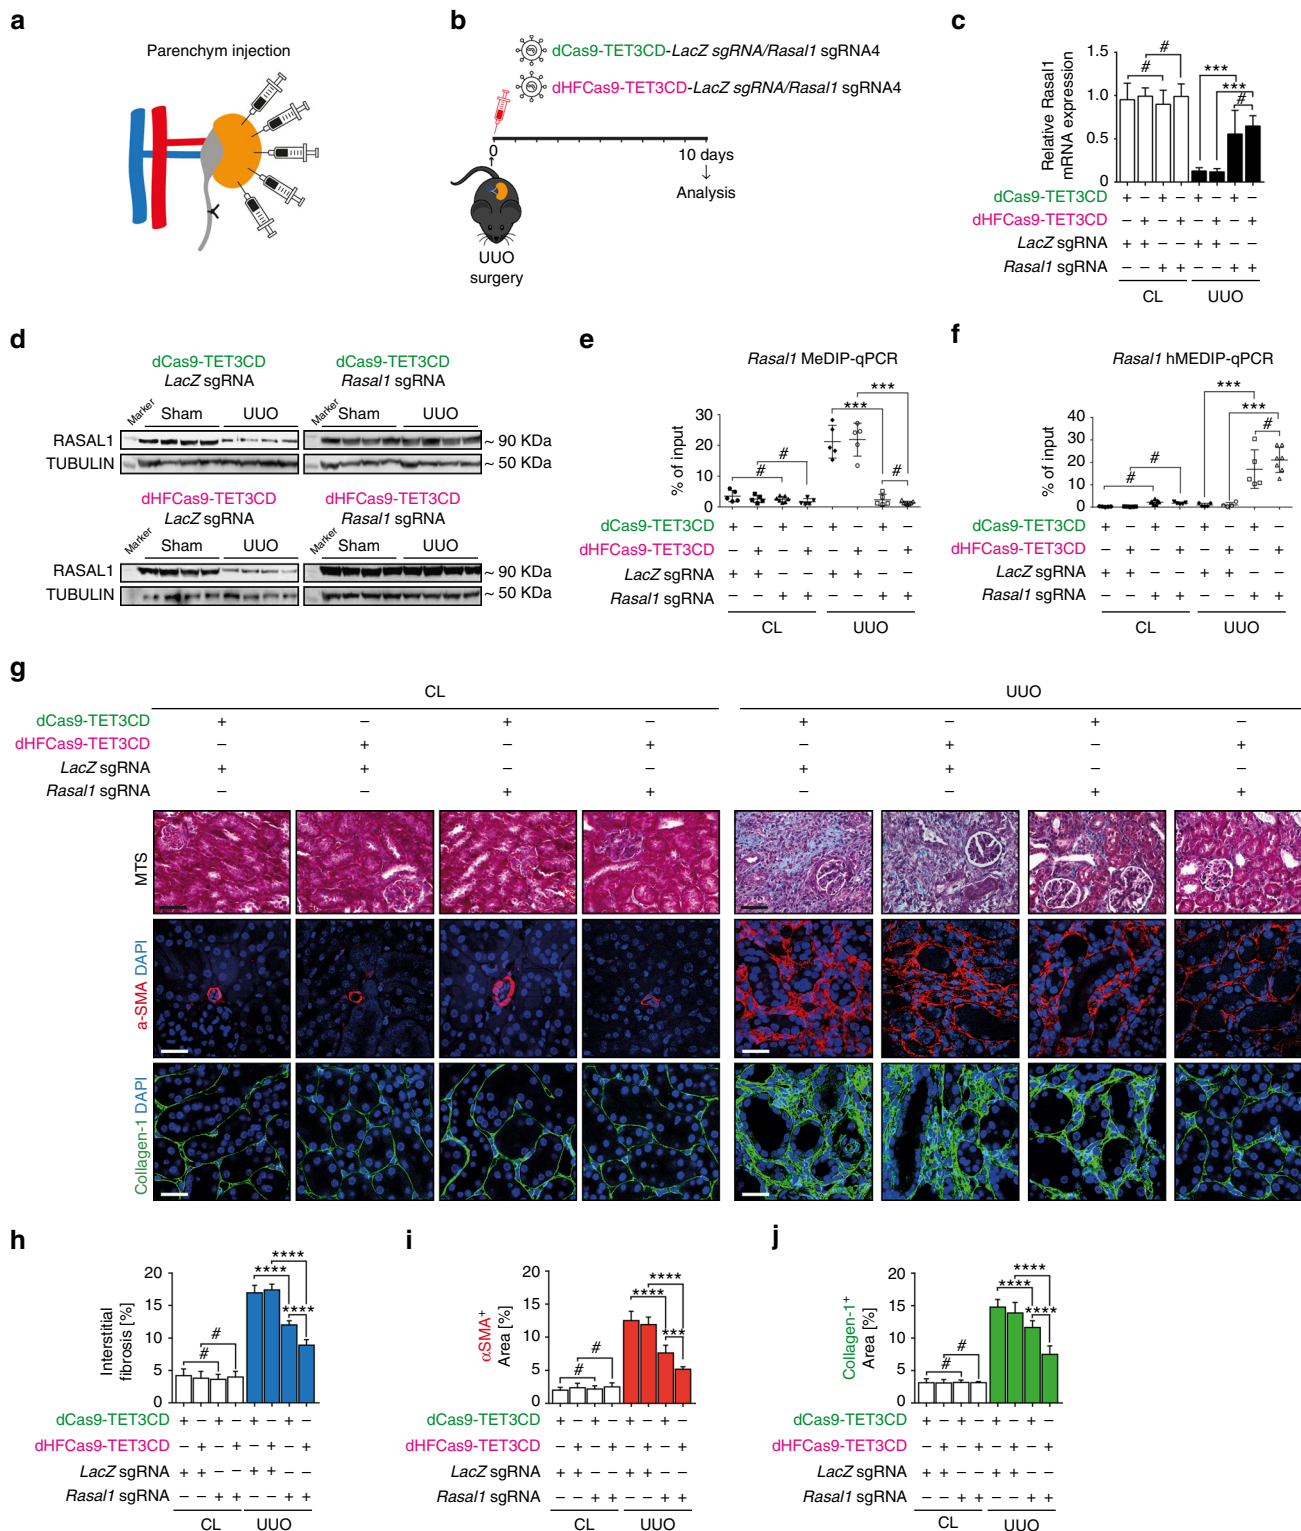 a
Parenchym injection
b
dCas9-TET3CD-LacZ sgRNA/Rasal1 sgRNA4
dHFCas9-TET3CD-LacZ sgRNA/Rasal1 sgRNA4
0
10 days
Analysis
UUO
surgery
c
Relative Rasal1
mRNA expression
1.5
1.0
0.5
0
# # *** *** #
dCas9-TET3CD + – + – + – + –
dHFCas9-TET3CD – + – + – + – +
LacZ sgRNA + + – – + + – –
Rasal1 sgRNA – – + + – – + +
CL UUO
d
dCas9-TET3CD
LacZ sgRNA
dCas9-TET3CD
Rasal1 sgRNA
Marker Sham UUO Marker Sham UUO
RASAL1 ~ 90 KDa
TUBULIN ~ 50 KDa
dHFCas9-TET3CD
LacZ sgRNA
dHFCas9-TET3CD
Rasal1 sgRNA
Marker Sham UUO Marker Sham UUO
RASAL1 ~ 90 KDa
TUBULIN ~ 50 KDa
e
Rasal1 MeDIP-qPCR
% of input
30
20
10
0
# # *** *** #
dCas9-TET3CD + – + – + – + –
dHFCas9-TET3CD – + – + – + – +
LacZ sgRNA + + – – + + – –
Rasal1 sgRNA – – + + – – + +
CL UUO
f
Rasal1 hMEDIP-qPCR
% of input
40
30
20
10
0
# # *** *** #
dCas9-TET3CD + – + – + – + –
dHFCas9-TET3CD – + – + – + – +
LacZ sgRNA + + – – + + – –
Rasal1 sgRNA – – + + – – + +
CL UUO
g
CL UUO
dCas9-TET3CD + – + – + – + –
dHFCas9-TET3CD – + – + – + – +
LacZ sgRNA + + – – + + – –
Rasal1 sgRNA – – + + – – + +
MTS
a-SMA DAPI
Collagen-1 DAPI
h
Interstitial
fibrosis [%]
20
15
10
5
0
# # **** **** ****
dCas9-TET3CD + – + – + – + –
dHFCas9-TET3CD – + – + – + – +
LacZ sgRNA + + – – + + – –
Rasal1 sgRNA – – + + – – + +
CL UUO
i
αSMA+
Area [%]
20
15
10
5
0
# # **** **** ***
dCas9-TET3CD + – + – + – + –
dHFCas9-TET3CD – + – + – + – +
LacZ sgRNA + + – – + + – –
Rasal1 sgRNA – – + + – – + +
CL UUO
j
Collagen-1+
Area [%]
20
15
10
5
0
# # **** **** ****
dCas9-TET3CD + – + – + – + –
dHFCas9-TET3CD – + – + – + – +
LacZ sgRNA + + – – + + – –
Rasal1 sgRNA – – + + – – + +
CL UUO